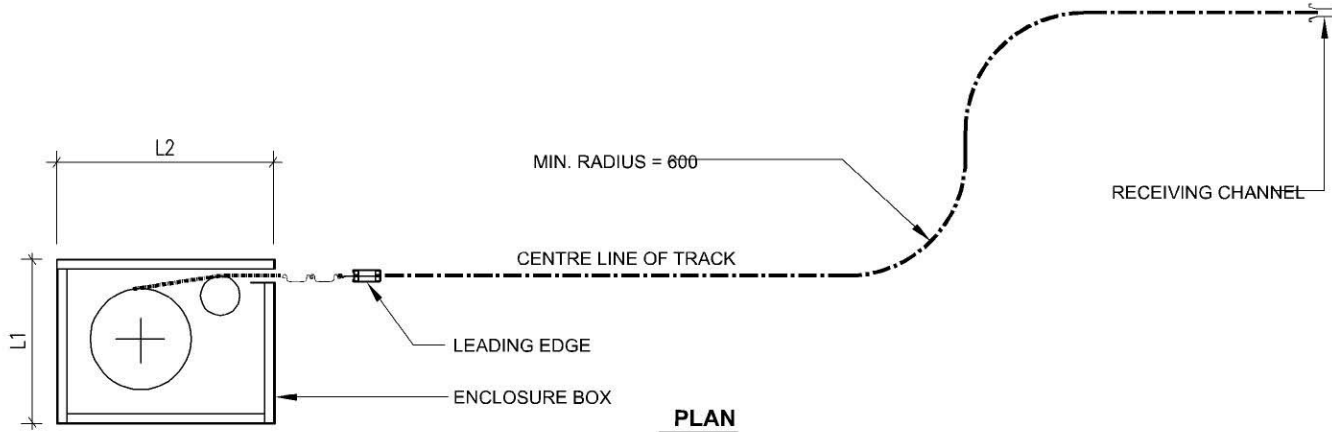 L2
MIN. RADIUS = 600
RECEIVING CHANNEL
CENTRE LINE OF TRACK
L1
LEADING EDGE
ENCLOSURE BOX
PLAN